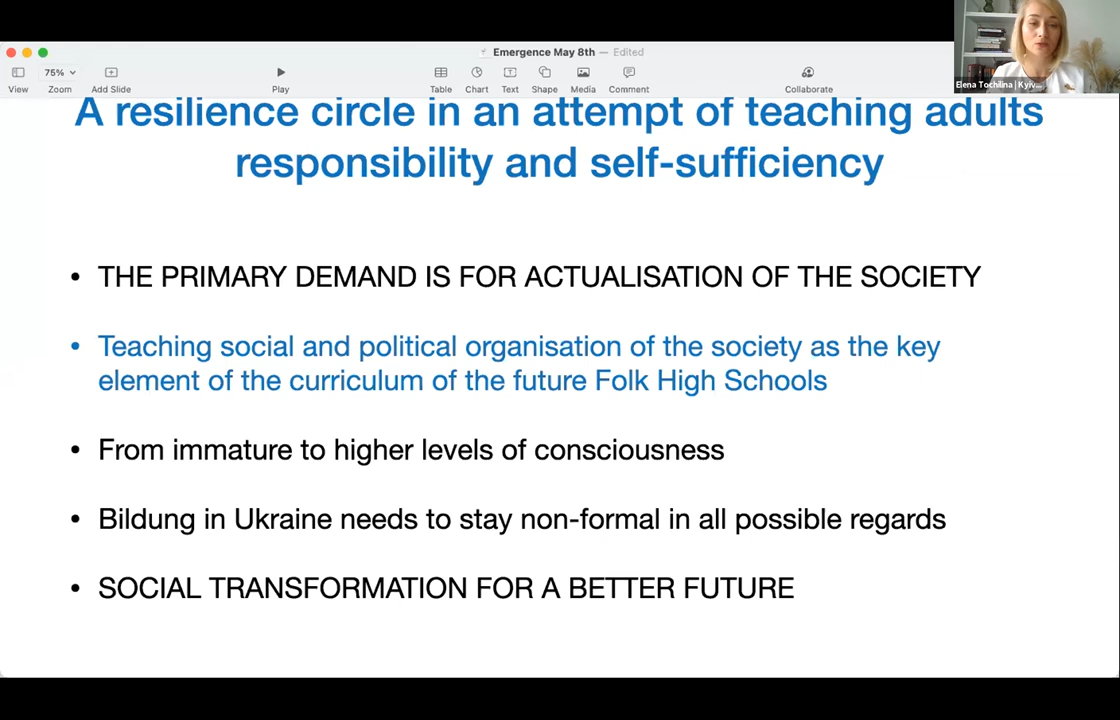 Emergence May 8th — Edited
75%
View
Zoom
Add Slide
Play
Table
Chart
Text
Shape
Media
Comment
Collaborate
Elena Tochilina | Kyiv...
A resilience circle in an attempt of teaching adults
responsibility and self-sufficiency
• THE PRIMARY DEMAND IS FOR ACTUALISATION OF THE SOCIETY
• Teaching social and political organisation of the society as the key
element of the curriculum of the future Folk High Schools
• From immature to higher levels of consciousness
• Bildung in Ukraine needs to stay non-formal in all possible regards
• SOCIAL TRANSFORMATION FOR A BETTER FUTURE